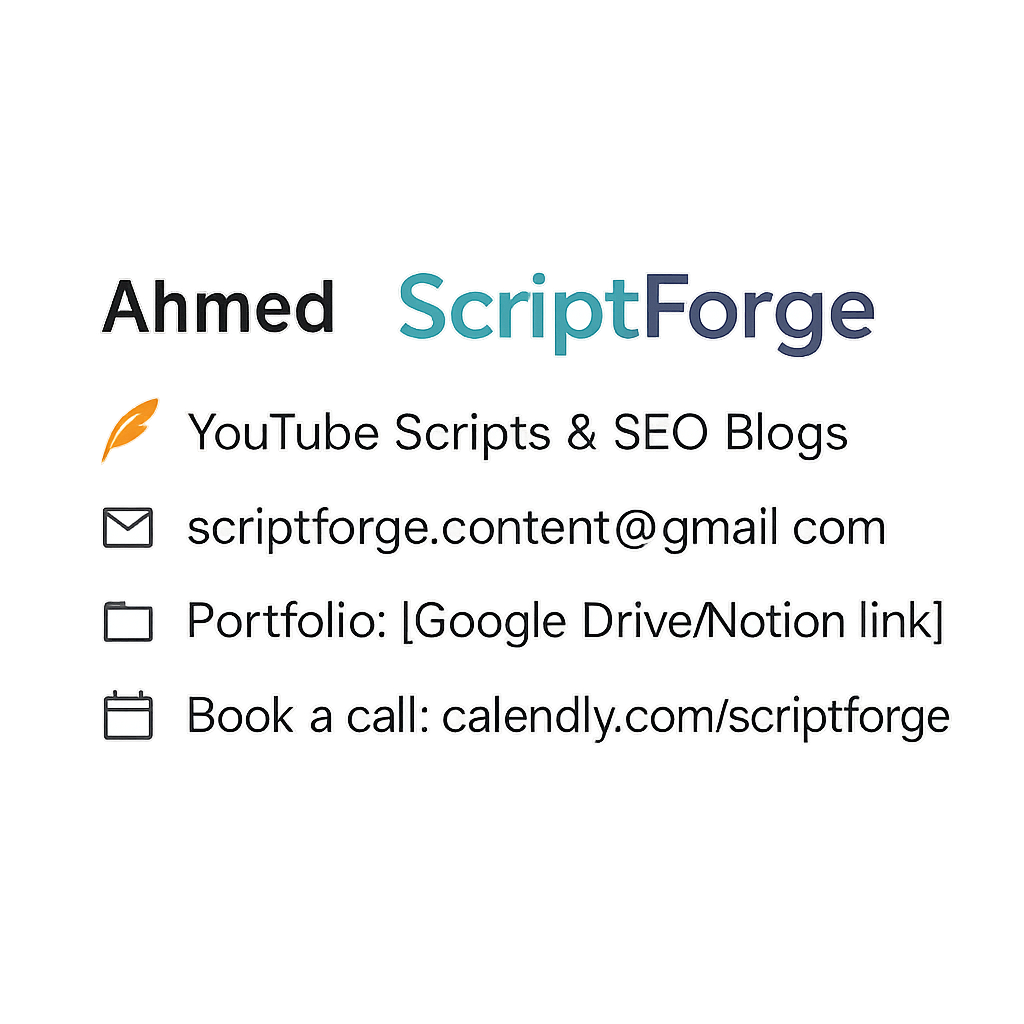 Ahmed ScriptForge
YouTube Scripts & SEO Blogs
scriptforge.content@gmail com
Portfolio: [Google Drive/Notion link]
Book a call: calendly.com/scriptforge